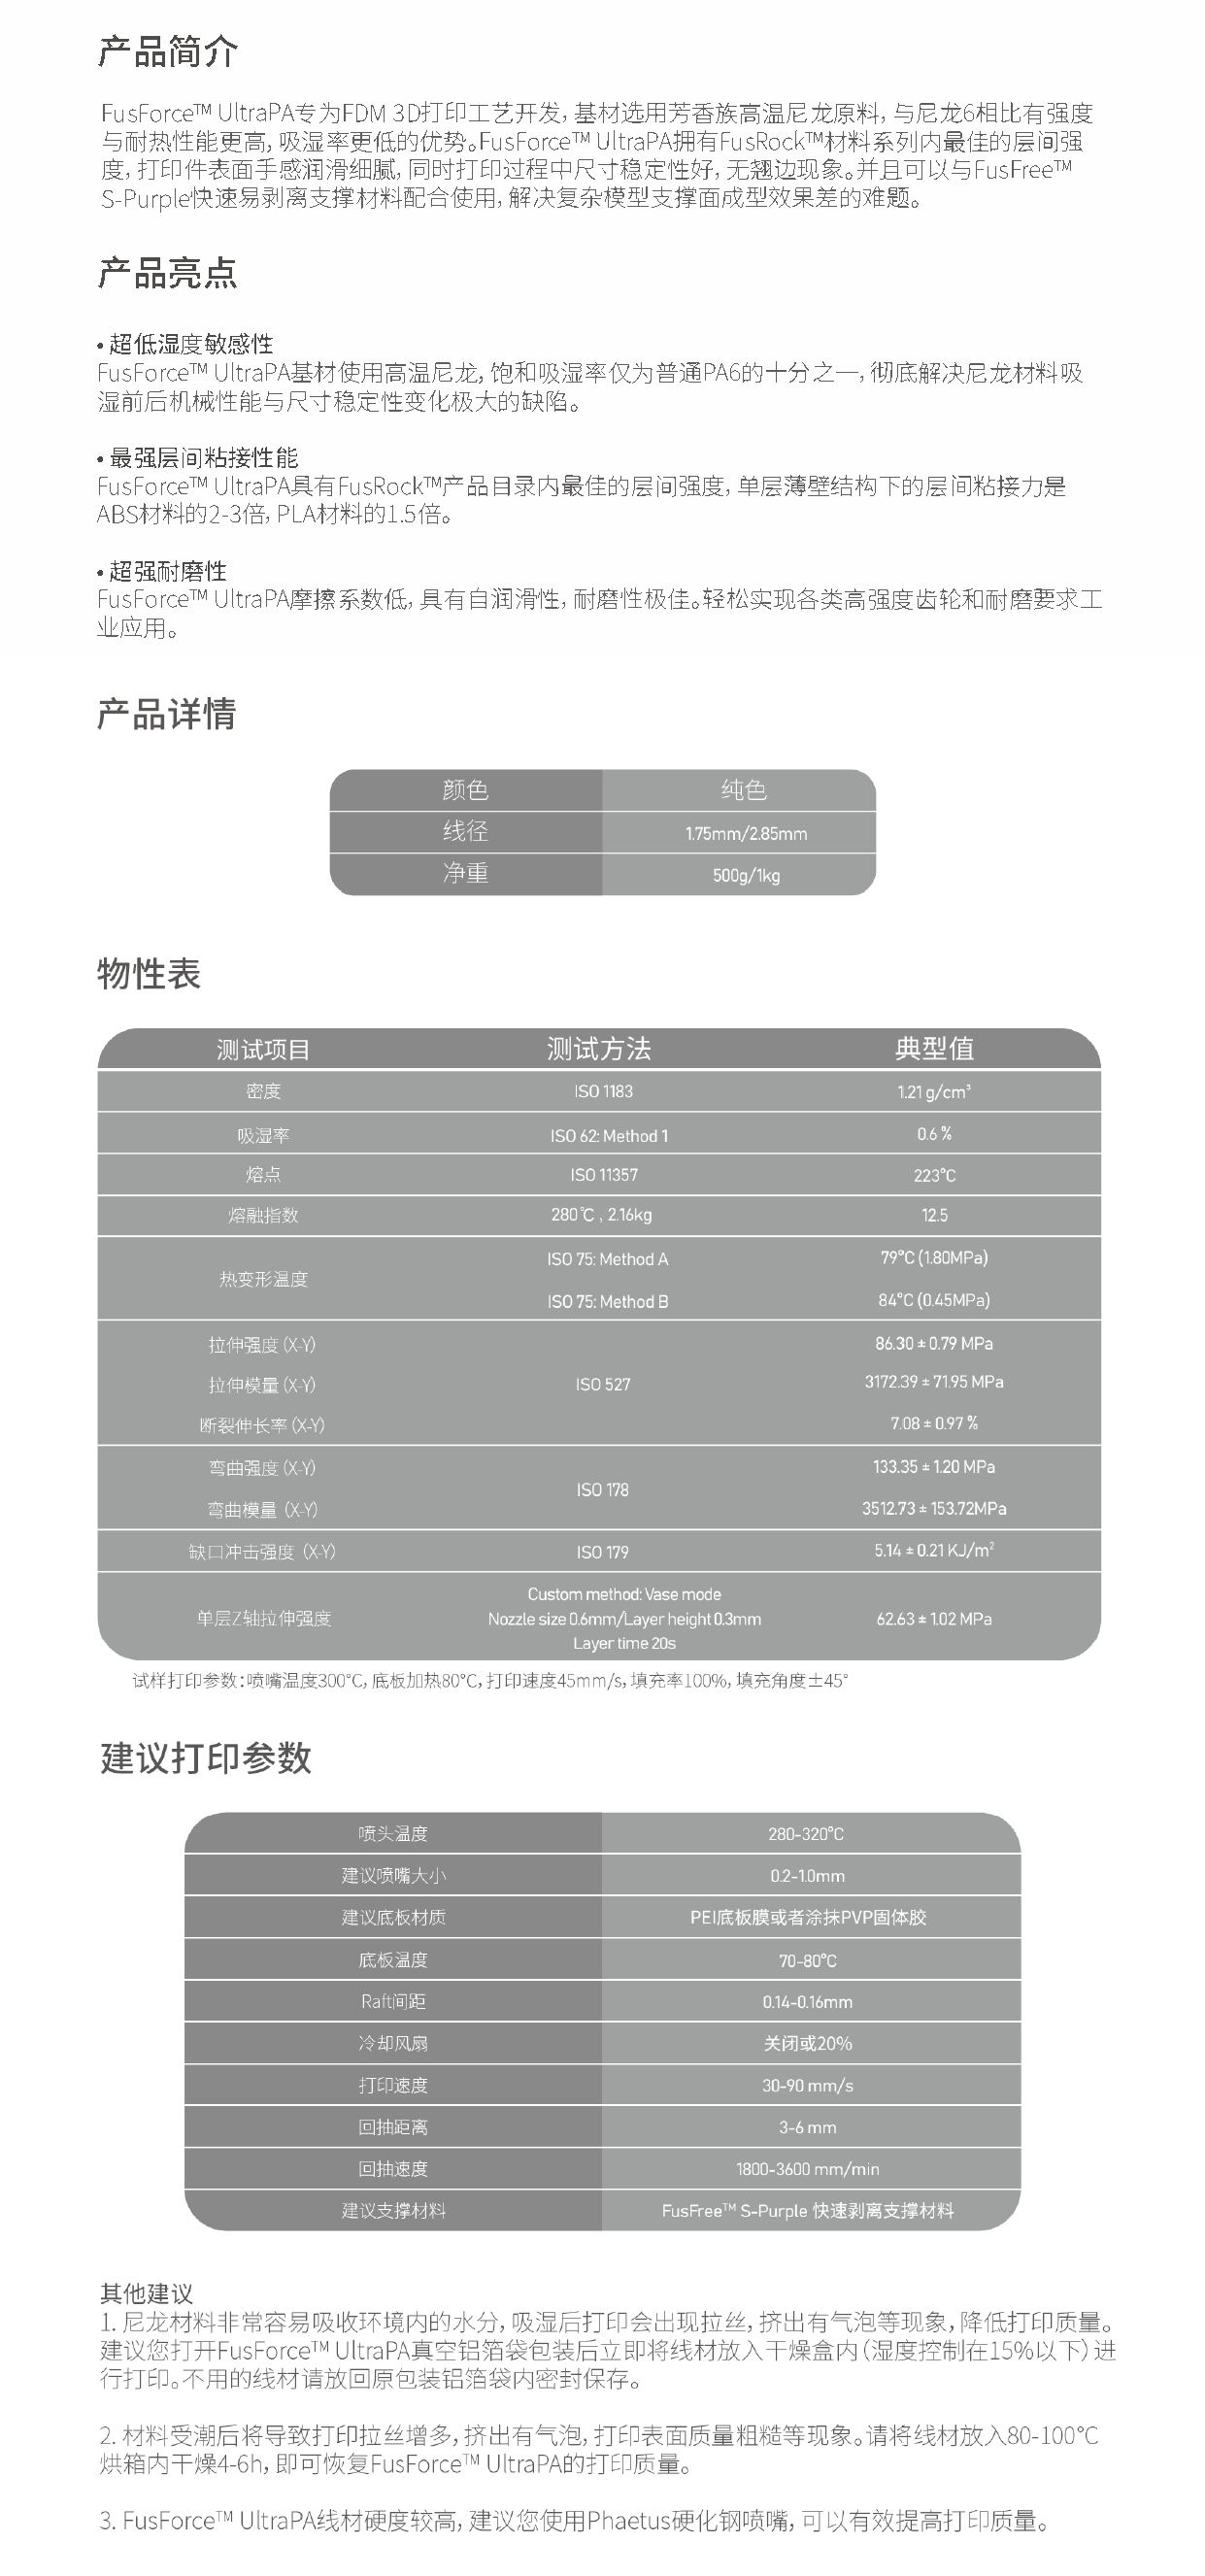 产品简介
FusForce™ UltraPA专为FDM 3D打印工艺开发，基材选用芳香族高温尼龙原料，与尼龙6相比有强度
与耐热性能更高，吸湿率更低的优势。FusForce™ UltraPA拥有FusRock™材料系列内最佳的层间强
度，打印件表面手感润滑细腻，同时打印过程中尺寸稳定性好，无翘边现象。并且可以与FusFree™
S-Purple快速易剥离支撑材料配合使用，解决复杂模型支撑面成型效果差的难题。
产品亮点
• 超低湿度敏感性
FusForce™ UltraPA基材使用高温尼龙，饱和吸湿率仅为普通PA6的十分之一，彻底解决尼龙材料吸
湿前后机械性能与尺寸稳定性变化极大的缺陷。
• 最强层间粘接性能
FusForce™ UltraPA具有FusRock™产品目录内最佳的层间强度，单层薄壁结构下的层间粘接力是
ABS材料的2-3倍，PLA材料的1.5倍。
• 超强耐磨性
FusForce™ UltraPA摩擦系数低，具有自润滑性，耐磨性极佳。轻松实现各类高强度齿轮和耐磨要求工
业应用。
产品详情
颜色 纯色
线径 1.75mm/2.85mm
净重 500g/1kg
物性表
测试项目 测试方法 典型值
密度 ISO 1183 1.21 g/cm³
吸湿率 ISO 62: Method 1 0.6 %
熔点 ISO 11357 223°C
熔融指数 280℃ , 2.16kg 12.5
热变形温度 ISO 75: Method A 79°C (1.80MPa)
ISO 75: Method B 84°C (0.45MPa)
拉伸强度 (X-Y) 86.30 ± 0.79 MPa
拉伸模量 (X-Y) ISO 527 3172.39 ± 71.95 MPa
断裂伸长率 (X-Y) 7.08 ± 0.97 %
弯曲强度 (X-Y) ISO 178 133.35 ± 1.20 MPa
弯曲模量 (X-Y) 3512.73 ± 153.72MPa
缺口冲击强度 (X-Y) ISO 179 5.14 ± 0.21 KJ/m²
单层Z轴拉伸强度 Custom method: Vase mode
Nozzle size 0.6mm/Layer height 0.3mm 62.63 ± 1.02 MPa
Layer time 20s
试样打印参数：喷嘴温度300°C，底板加热80°C，打印速度45mm/s，填充率100%，填充角度±45°
建议打印参数
喷头温度 280-320°C
建议喷嘴大小 0.2-1.0mm
建议底板材质 PEI底板膜或者涂抹PVP固体胶
底板温度 70-80°C
Raft间距 0.14-0.16mm
冷却风扇 关闭或20%
打印速度 30-90 mm/s
回抽距离 3-6 mm
回抽速度 1800-3600 mm/min
建议支撑材料 FusFree™ S-Purple 快速剥离支撑材料
其他建议
1. 尼龙材料非常容易吸收环境内的水分，吸湿后打印会出现拉丝，挤出有气泡等现象，降低打印质量。
建议您打开FusForce™ UltraPA真空铝箔袋包装后立即将线材放入干燥盒内（湿度控制在15%以下）进
行打印。不用的线材请放回原包装铝箔袋内密封保存。
2. 材料受潮后将导致打印拉丝增多，挤出有气泡，打印表面质量粗糙等现象。请将线材放入80-100°C
烘箱内干燥4-6h，即可恢复FusForce™ UltraPA的打印质量。
3. FusForce™ UltraPA线材硬度较高，建议您使用Phaetus硬化钢喷嘴，可以有效提高打印质量。